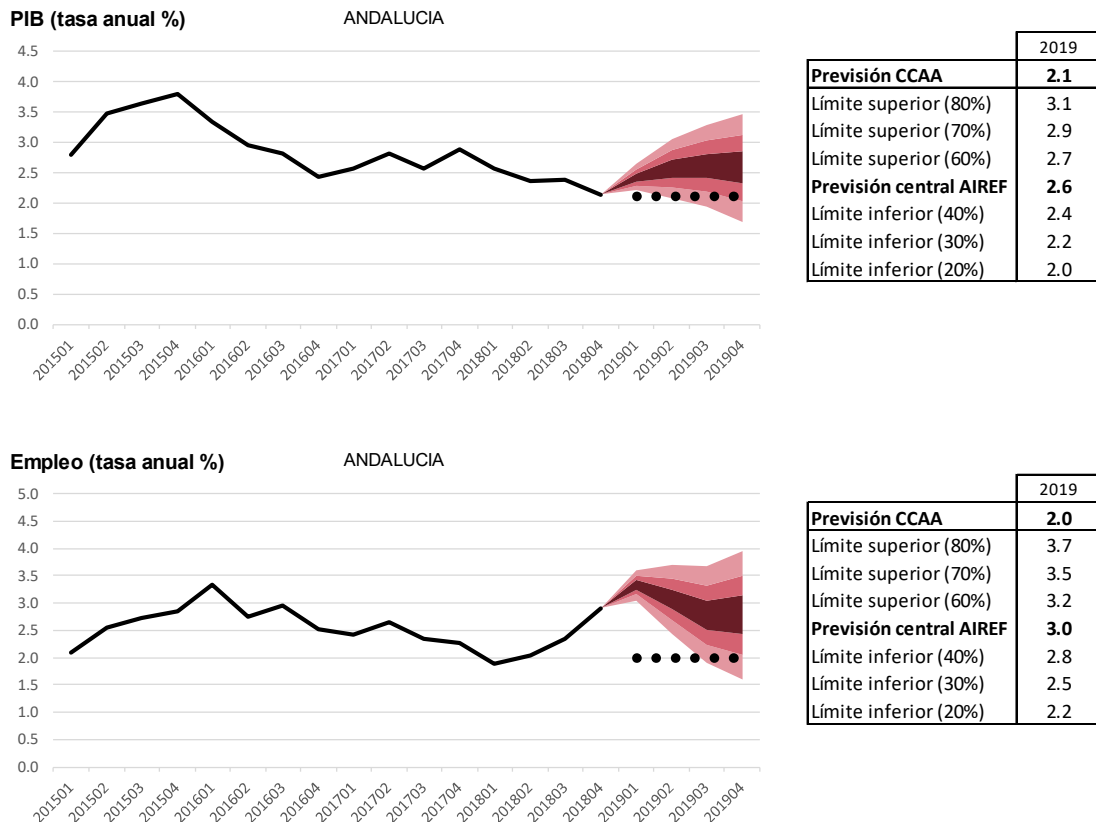 PIB (tasa anual %)
ANDALUCIA
4.5
4.0
3.5
3.0
2.5
2.0
1.5
1.0
0.5
0.0
201501 201502 201503 201504 201601 201602 201603 201604 201701 201702 201703 201704 201801 201802 201803 201804 201901 201902 201903 201904
2019
Previsión CCAA 2.1
Límite superior (80%) 3.1
Límite superior (70%) 2.9
Límite superior (60%) 2.7
Previsión central AIREF 2.6
Límite inferior (40%) 2.4
Límite inferior (30%) 2.2
Límite inferior (20%) 2.0
Empleo (tasa anual %)
ANDALUCIA
5.0
4.5
4.0
3.5
3.0
2.5
2.0
1.5
1.0
0.5
0.0
201501 201502 201503 201504 201601 201602 201603 201604 201701 201702 201703 201704 201801 201802 201803 201804 201901 201902 201903 201904
2019
Previsión CCAA 2.0
Límite superior (80%) 3.7
Límite superior (70%) 3.5
Límite superior (60%) 3.2
Previsión central AIREF 3.0
Límite inferior (40%) 2.8
Límite inferior (30%) 2.5
Límite inferior (20%) 2.2